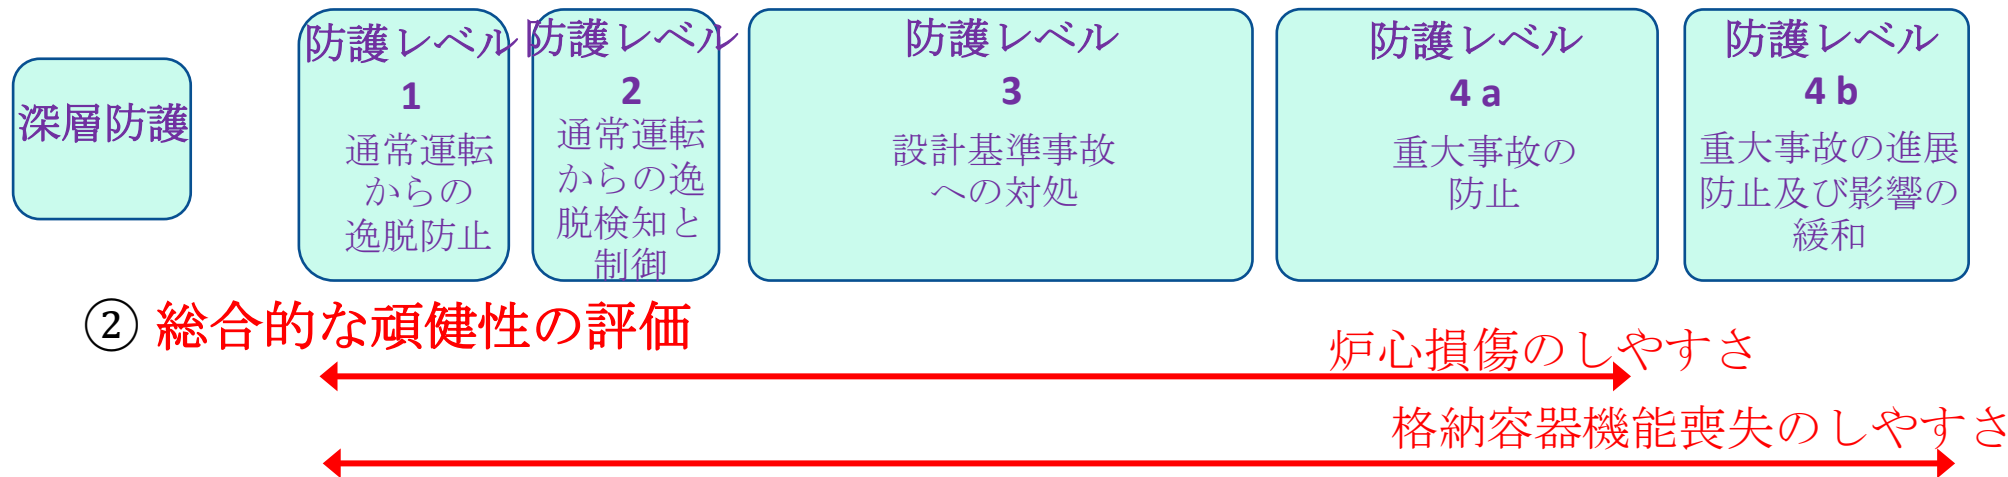 深層防護
防護レベル
1
通常運転
からの
逸脱防止
防護レベル
2
通常運転
からの逸
脱検知と
制御
防護レベル
3
設計基準事故
への対処
防護レベル
4 a
重大事故の
防止
防護レベル
4 b
重大事故の進展
防止及び影響の
緩和
② 総合的な頑健性の評価
炉心損傷のしやすさ
格納容器機能喪失のしやすさ